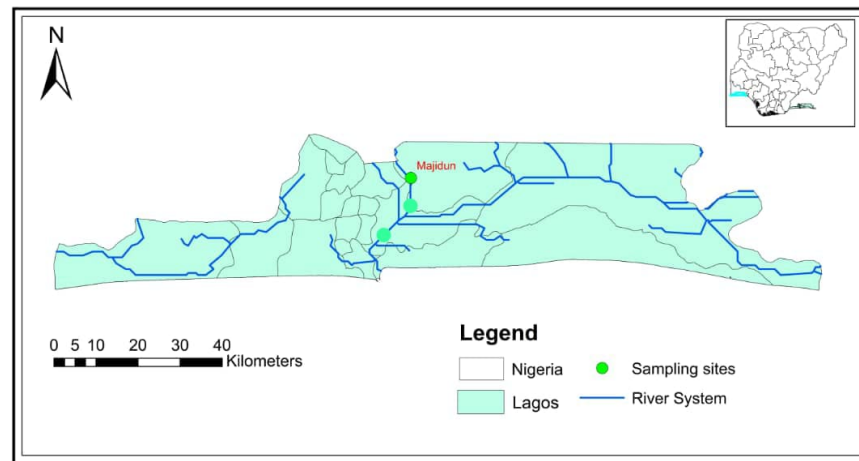 N
Majidun
0 5 10 20 30 40
Kilometers
Legend
Nigeria
Sampling sites
Lagos
River System